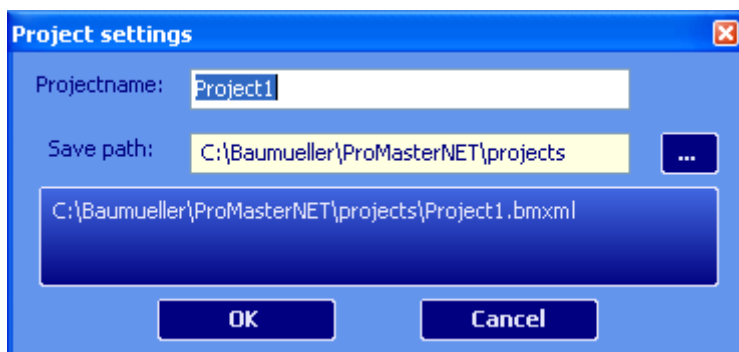 Project settings
Projectname: Project1
Save path: C:\Baumueller\ProMasterNET\projects ...
C:\Baumueller\ProMasterNET\projects\Project1.bmxml
OK Cancel